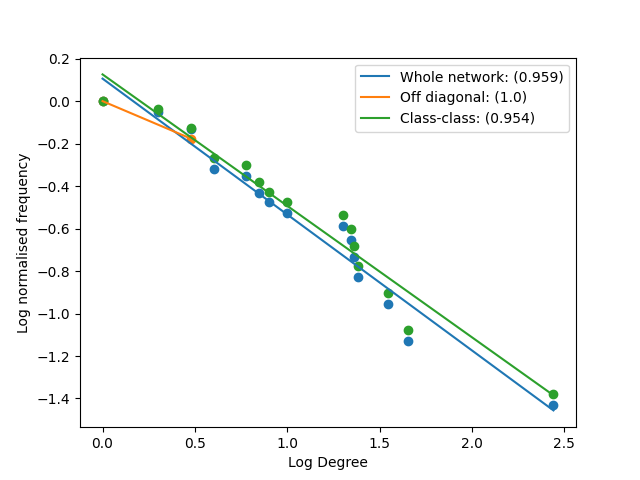 Whole network: (0.959)
Off diagonal: (1.0)
Class-class: (0.954)
Log normalised frequency
0.2
0.0
−0.2
−0.4
−0.6
−0.8
−1.0
−1.2
−1.4
0.0 0.5 1.0 1.5 2.0 2.5
Log Degree